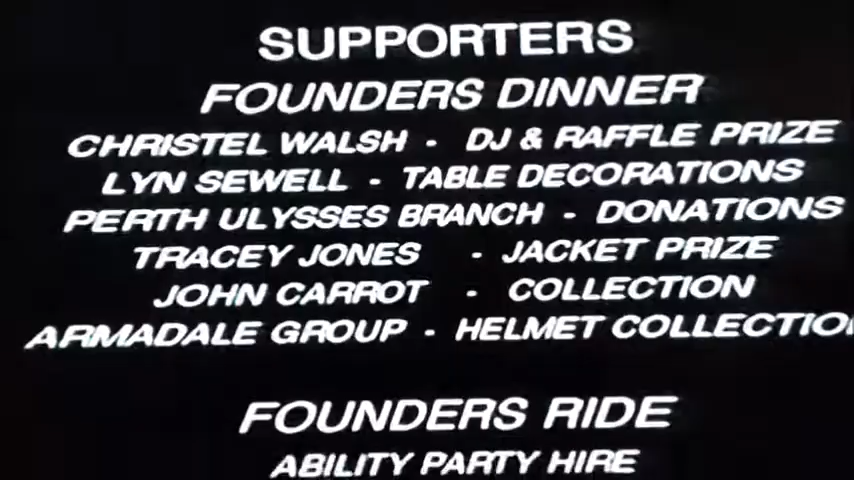 SUPPORTERS
FOUNDERS DINNER
CHRISTEL WALSH - DJ & RAFFLE PRIZE
LYN SEWELL - TABLE DECORATIONS
PERTH ULYSSES BRANCH - DONATIONS
TRACEY JONES - JACKET PRIZE
JOHN CARROT - COLLECTION
ARMADALE GROUP - HELMET COLLECTIO
FOUNDERS RIDE
ABILITY PARTY HIRE